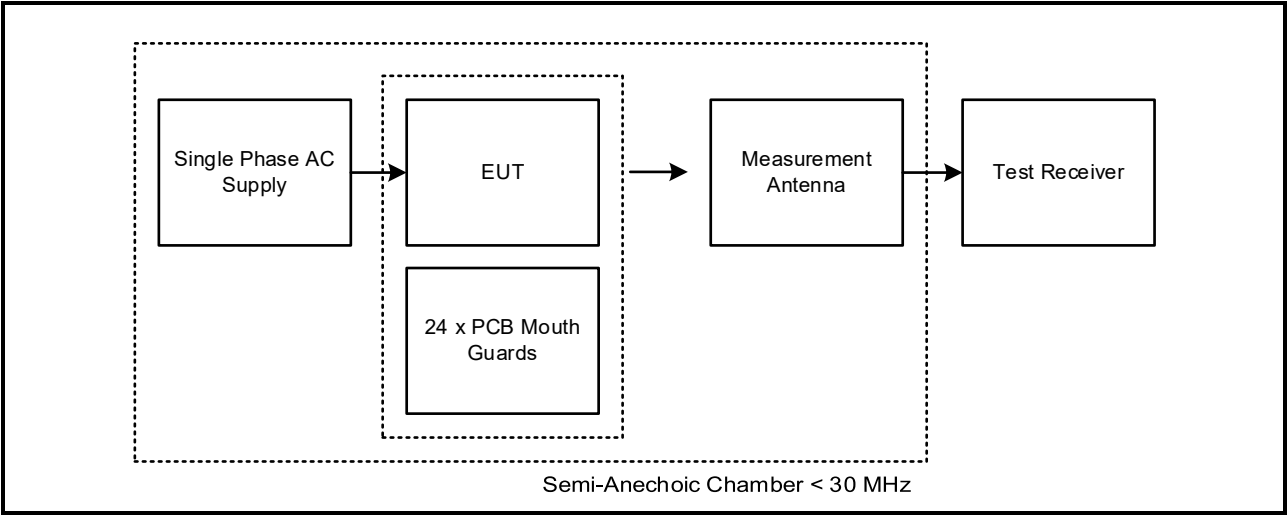 Single Phase AC
Supply
EUT
Measurement
Antenna
Test Receiver
24 x PCB Mouth
Guards
Semi-Anechoic Chamber < 30 MHz